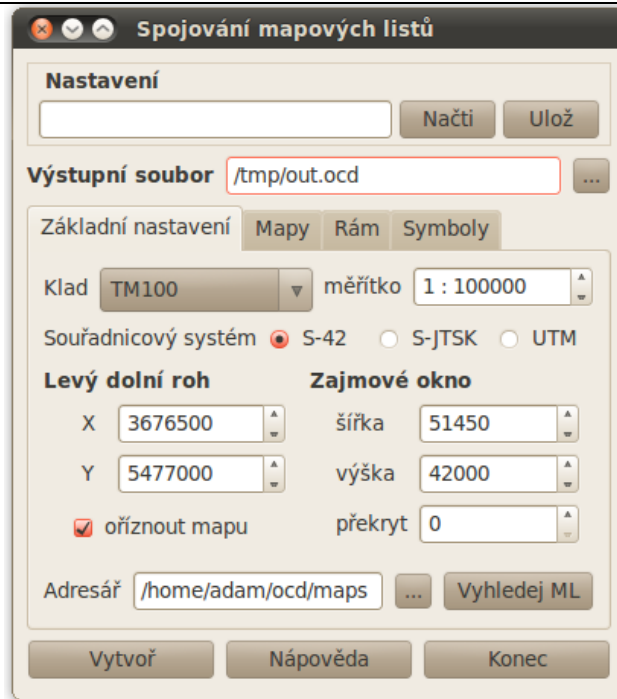 Spojování mapových listů
Nastavení
Načti Ulož
Výstupní soubor /tmp/out.ocd ...
Základní nastavení Mapy Rám Symboly
Klad TM100 měřítko 1 : 100000
Souřadnicový systém S-42 S-JTSK UTM
Levý dolní roh Zajmové okno
X 3676500 šířka 51450
Y 5477000 výška 42000
oříznout mapu překryt 0
Adresář /home/adam/ocd/maps ... Vyhledej ML
Vytvoř Nápověda Konec